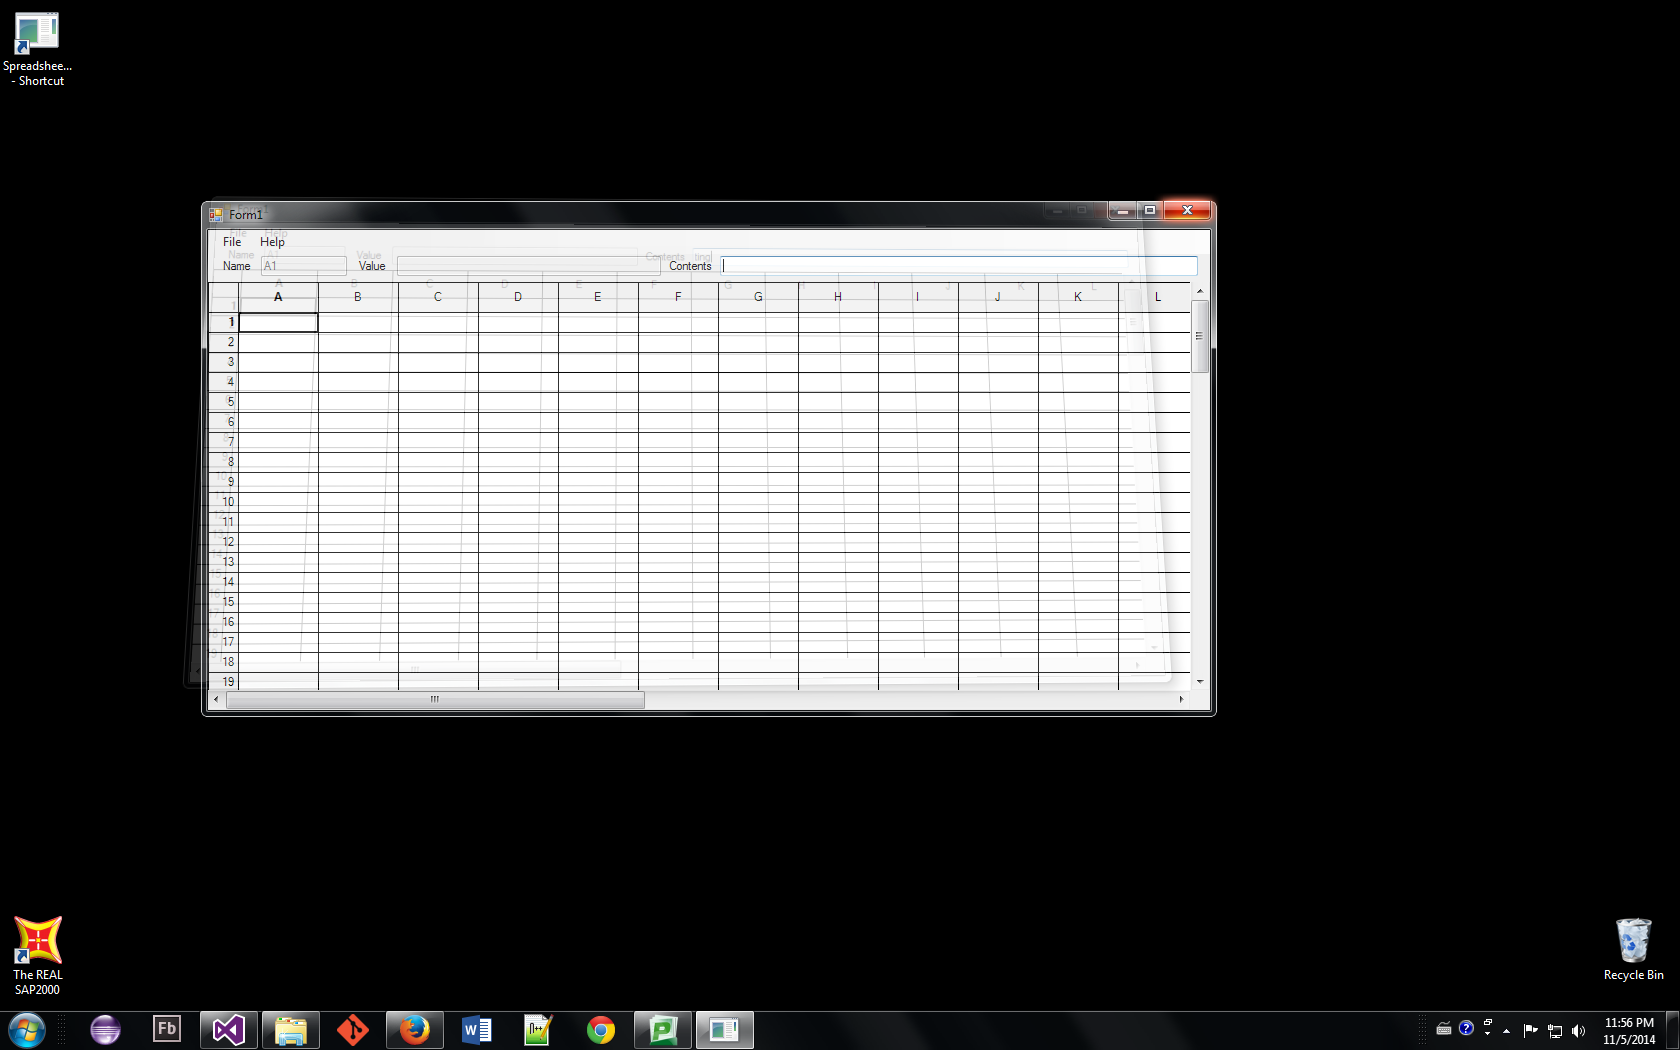 Spreadshee...
- Shortcut
Form1
File Help
Name A1 Value Contents
A B C D E F G H I J K L
1
2
3
4
5
6
7
8
9
10
11
12
13
14
15
16
17
18
19
The REAL
SAP2000
Recycle Bin
Fb
11:56 PM
11/5/2014